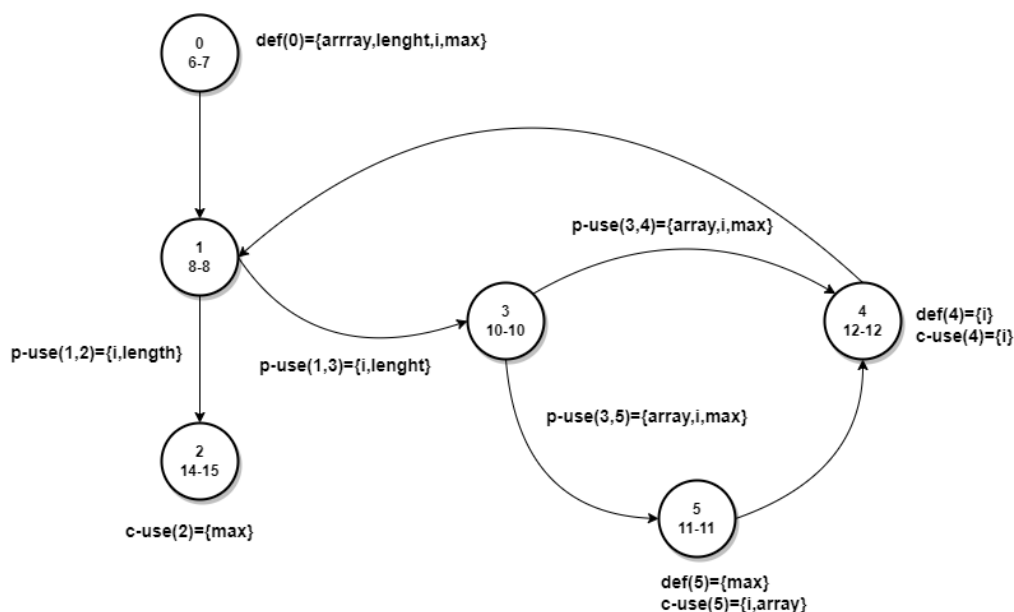 0
6-7
def(0)={arrray,lenght,i,max}
1
8-8
p-use(3,4)={array,i,max}
3
10-10
4
12-12
def(4)={i}
c-use(4)={i}
p-use(1,2)={i,length}
p-use(1,3)={i,lenght}
p-use(3,5)={array,i,max}
2
14-15
c-use(2)={max}
5
11-11
def(5)={max}
c-use(5)={i,array}